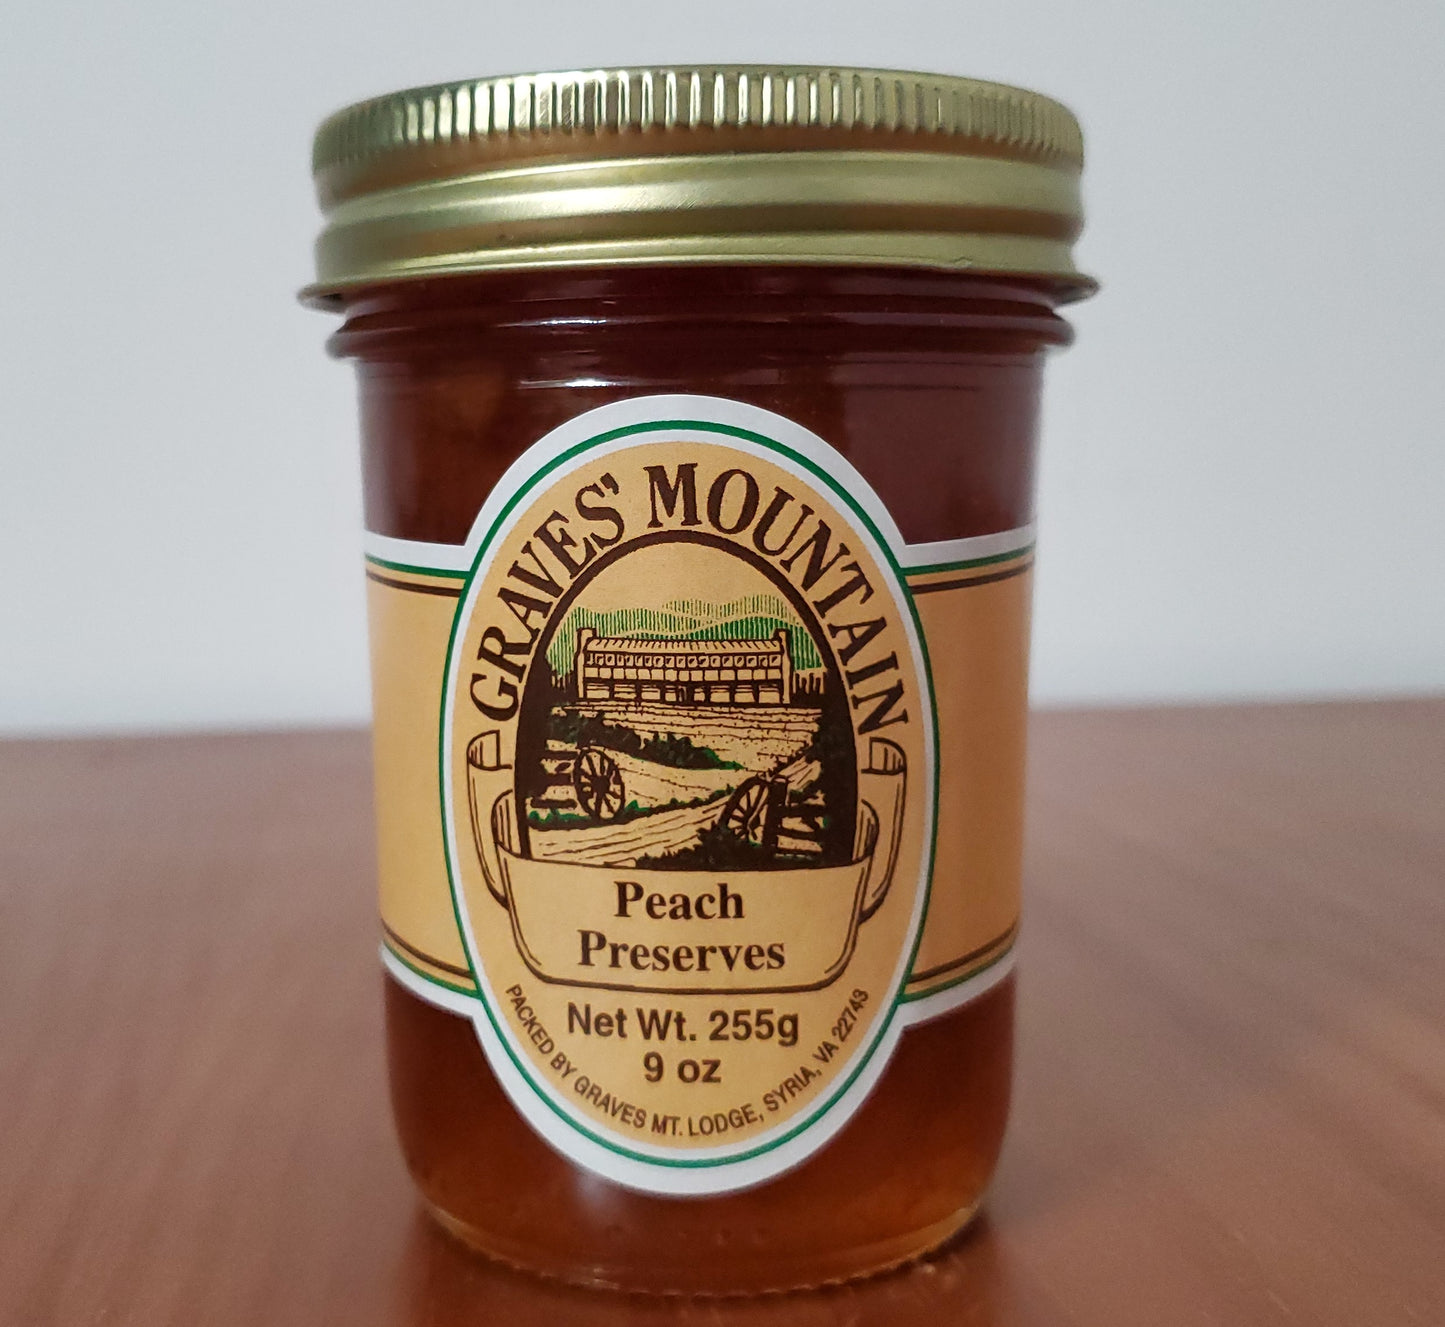 GRAVES' MOUNTAIN
Peach
Preserves
Net Wt. 255g
9 oz
PACKED BY GRAVES MT. LODGE, SYRIA, VA 22743